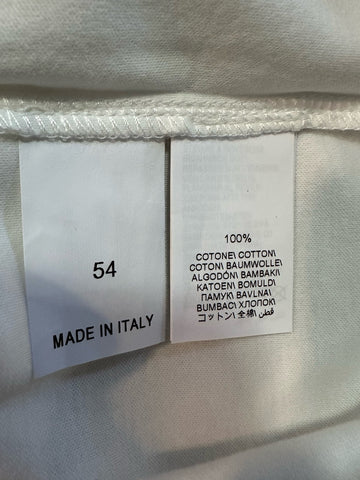 54
MADE IN ITALY
100%
COTONE\ COTTON\
COTON\ BAUMWOLLE\
ALGODÓN\ BAMBAKI\
KATOEN\ BOMULD\
ПАМУК\ BAVLNA\
BUMBAC\ ХЛОПОК\
コットン\ 全棉\ قطن